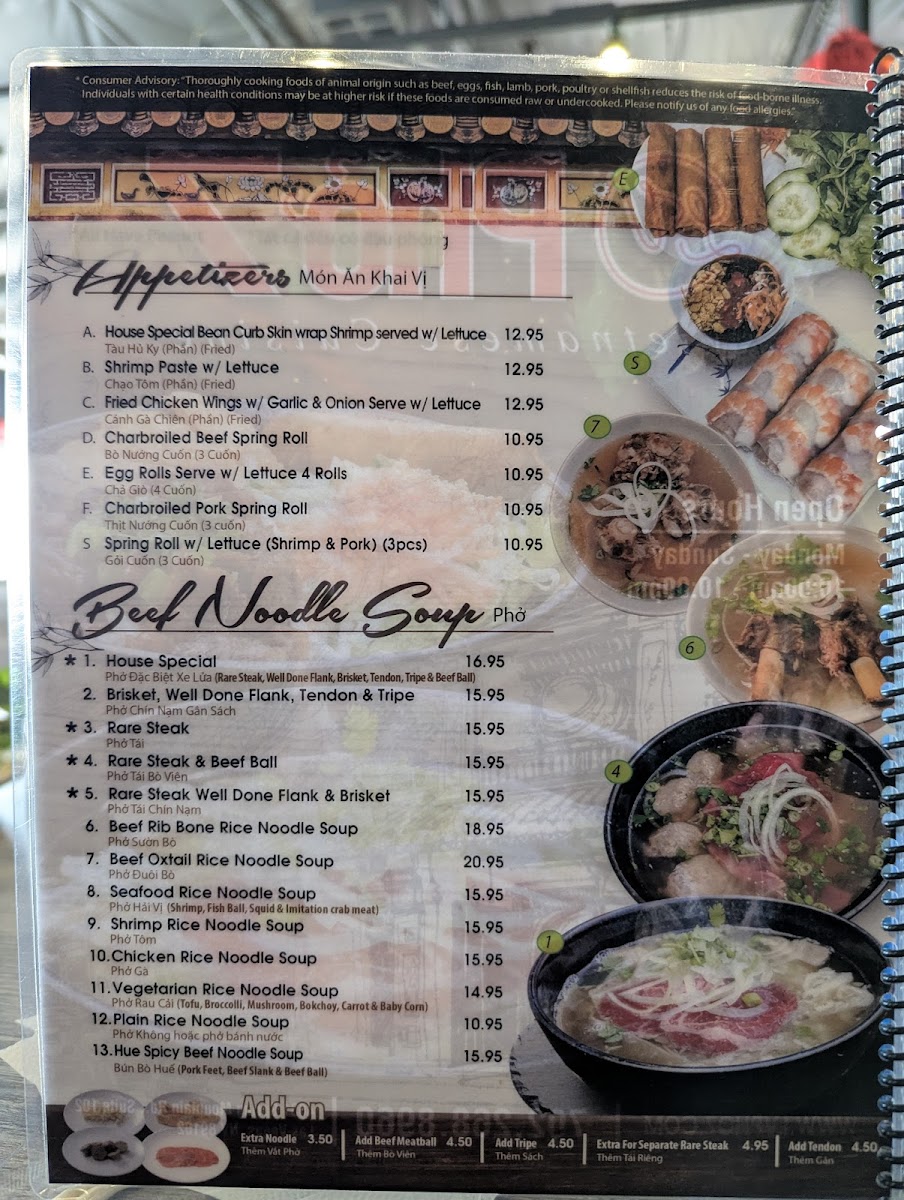 * Consumer Advisory: "Thoroughly cooking foods of animal origin such as beef, eggs, fish, lamb, pork, poultry or shellfish reduces the risk of food-borne illness.
Individuals with certain health conditions may be at higher risk if these foods are consumed raw or undercooked. Please notify us of any food allergies."
Appetizers Món Ăn Khai Vị
A. House Special Bean Curb Skin wrap Shrimp served w/ Lettuce 12.95
Tàu Hủ Ky (Phần) (Fried)
B. Shrimp Paste w/ Lettuce 12.95
Chạo Tôm (Phần) (Fried)
C. Fried Chicken Wings w/ Garlic & Onion Serve w/ Lettuce 12.95
Cánh Gà Chiên (Phần) (Fried)
D. Charbroiled Beef Spring Roll 10.95
Bò Nướng Cuốn (3 Cuốn)
E. Egg Rolls Serve w/ Lettuce 4 Rolls 10.95
Chả Giò (4 Cuốn)
F. Charbroiled Pork Spring Roll 10.95
Thịt Nướng Cuốn (3 cuốn)
S Spring Roll w/ Lettuce (Shrimp & Pork) (3pcs) 10.95
Gỏi Cuốn (3 Cuốn)
Beef Noodle Soup Phở
* 1. House Special 16.95
Phở Đặc Biệt Xe Lửa (Rare Steak, Well Done Flank, Brisket, Tendon, Tripe & Beef Ball)
2. Brisket, Well Done Flank, Tendon & Tripe 15.95
Phở Chín Nạm Gân Sách
* 3. Rare Steak 15.95
Phở Tái
* 4. Rare Steak & Beef Ball 15.95
Phở Tái Bò Viên
* 5. Rare Steak Well Done Flank & Brisket 15.95
Phở Tái Chín Nạm
6. Beef Rib Bone Rice Noodle Soup 18.95
Phở Sườn Bò
7. Beef Oxtail Rice Noodle Soup 20.95
Phở Đuôi Bò
8. Seafood Rice Noodle Soup 15.95
Phở Hải Vị (Shrimp, Fish Ball, Squid & Imitation crab meat)
9. Shrimp Rice Noodle Soup 15.95
Phở Tôm
10. Chicken Rice Noodle Soup 15.95
Phở Gà
11. Vegetarian Rice Noodle Soup 14.95
Phở Rau Cải (Tofu, Broccolli, Mushroom, Bokchoy, Carrot & Baby Corn)
12. Plain Rice Noodle Soup 10.95
Phở Không hoặc phở bánh nước
13. Hue Spicy Beef Noodle Soup 15.95
Bún Bò Huế (Pork Feet, Beef Slank & Beef Ball)
E
S
7
6
4
1
Add-on
Extra Noodle 3.50 | Add Beef Meatball 4.50 | Add Tripe 4.50 | Extra For Separate Rare Steak 4.95 | Add Tendon 4.50
Thêm Vắt Phở Thêm Bò Viên Thêm Sách Thêm Tái Riêng Thêm Gân